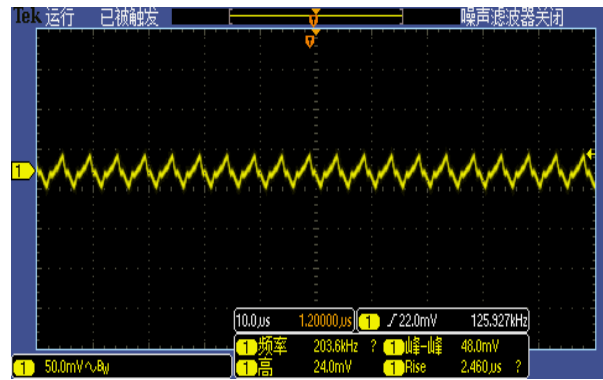 Tek 运行 已被触发 噪声滤波器关闭
1
10.0μs 1.20000μs 1 22.0mV 125.927kHz
1 频率 203.6kHz ? 1 峰-峰 48.0mV
1 50.0mV BW 1 高 24.0mV 1 Rise 2.460μs ?